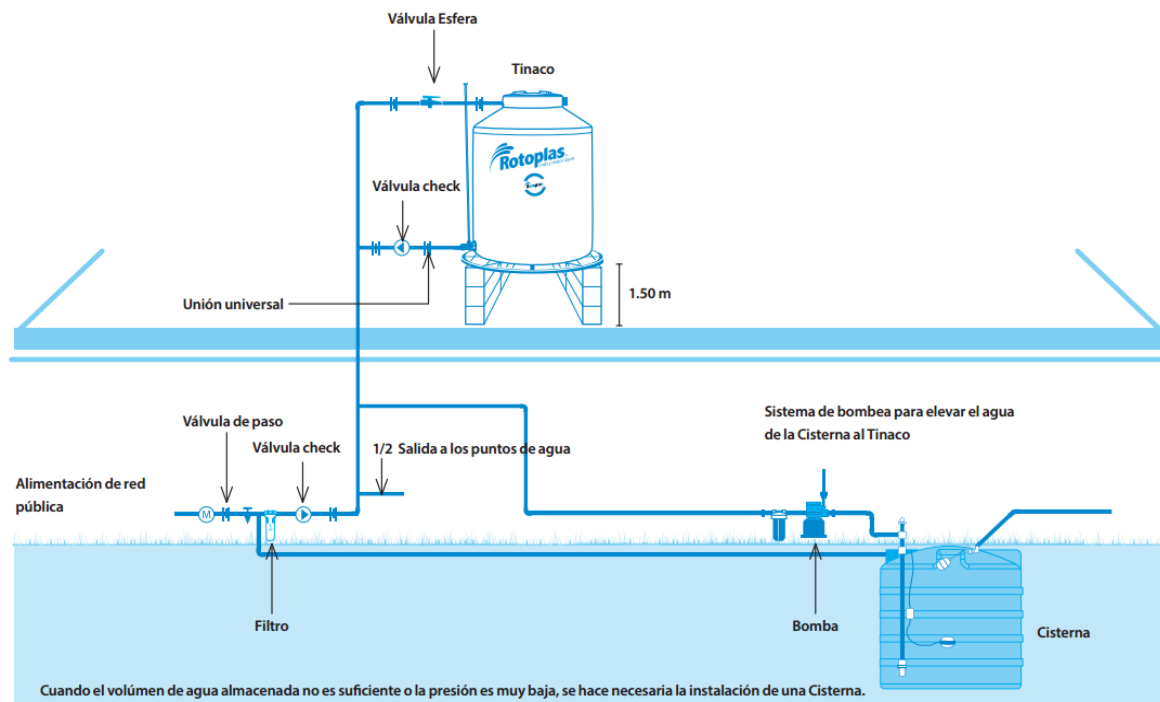 Válvula Esfera
Tinaco
Rotoplas
Válvula check
Unión universal
1.50 m
Válvula de paso
Válvula check
1/2 Salida a los puntos de agua
Sistema de bombea para elevar el agua
de la Cisterna al Tinaco
Alimentación de red
pública
M
Filtro
Bomba
Cisterna
Cuando el volúmen de agua almacenada no es suficiente o la presión es muy baja, se hace necesaria la instalación de una Cisterna.